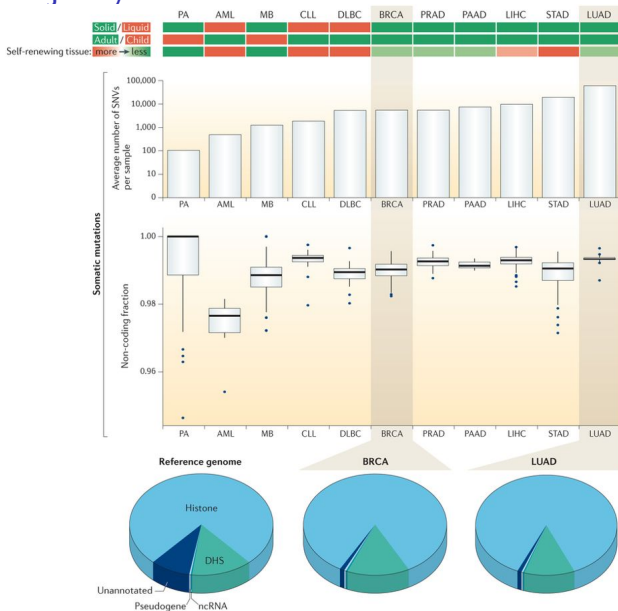 PA AML MB CLL DLBC BRCA PRAD PAAD LIHC STAD LUAD
Solid / Liquid
Adult / Child
Self-renewing tissue: more → less
Somatic mutations
Average number of SNVs
per sample
100,000
10,000
1,000
100
10
0
PA AML MB CLL DLBC BRCA PRAD PAAD LIHC STAD LUAD
Non-coding fraction
1.00
0.98
0.96
PA AML MB CLL DLBC BRCA PRAD PAAD LIHC STAD LUAD
Reference genome BRCA LUAD
Histone
DHS
Unannotated
Pseudogene ncRNA